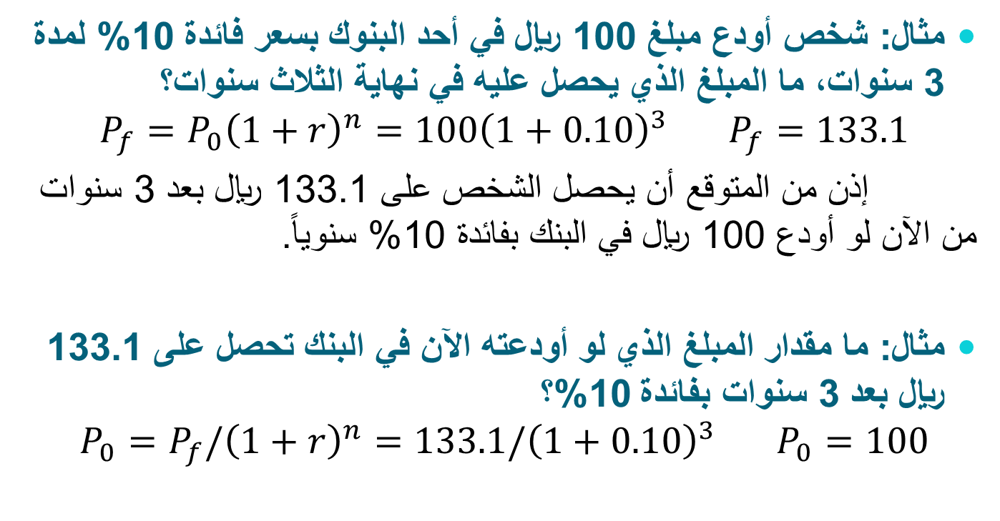 • مثال: شخص أودع مبلغ 100 ريال في أحد البنوك بسعر فائدة 10% لمدة
3 سنوات، ما المبلغ الذي يحصل عليه في نهاية الثلاث سنوات؟
P_f = P_0(1 + r)^n = 100(1 + 0.10)^3 P_f = 133.1
إذن من المتوقع أن يحصل الشخص على 133.1 ريال بعد 3 سنوات
من الآن لو أودع 100 ريال في البنك بفائدة 10% سنوياً.
• مثال: ما مقدار المبلغ الذي لو أودعته الآن في البنك تحصل على 133.1
ريال بعد 3 سنوات بفائدة 10%؟
P_0 = P_f/(1 + r)^n = 133.1/(1 + 0.10)^3 P_0 = 100